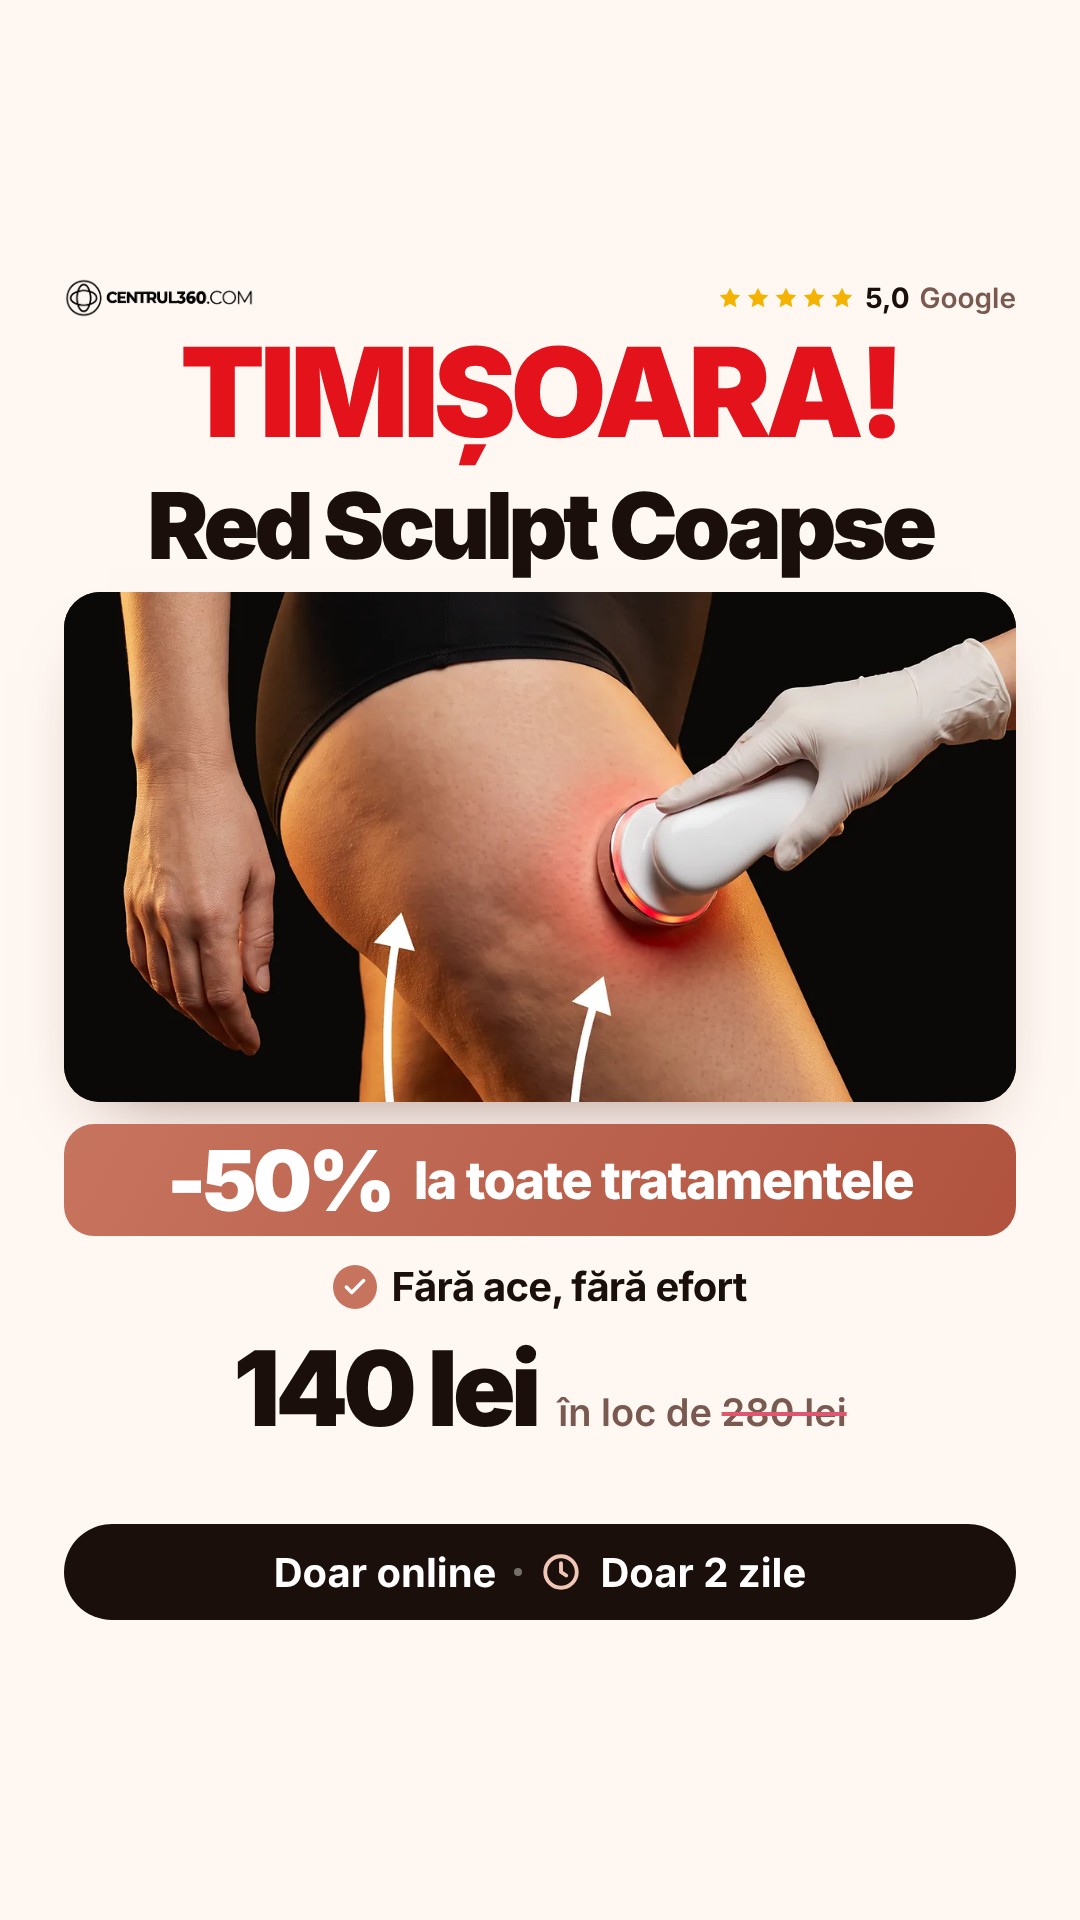 CENTRUL360.COM
5,0 Google
TIMIȘOARA!
Red Sculpt Coapse
-50% la toate tratamentele
Fără ace, fără efort
140 lei în loc de 280 lei
Doar online · Doar 2 zile